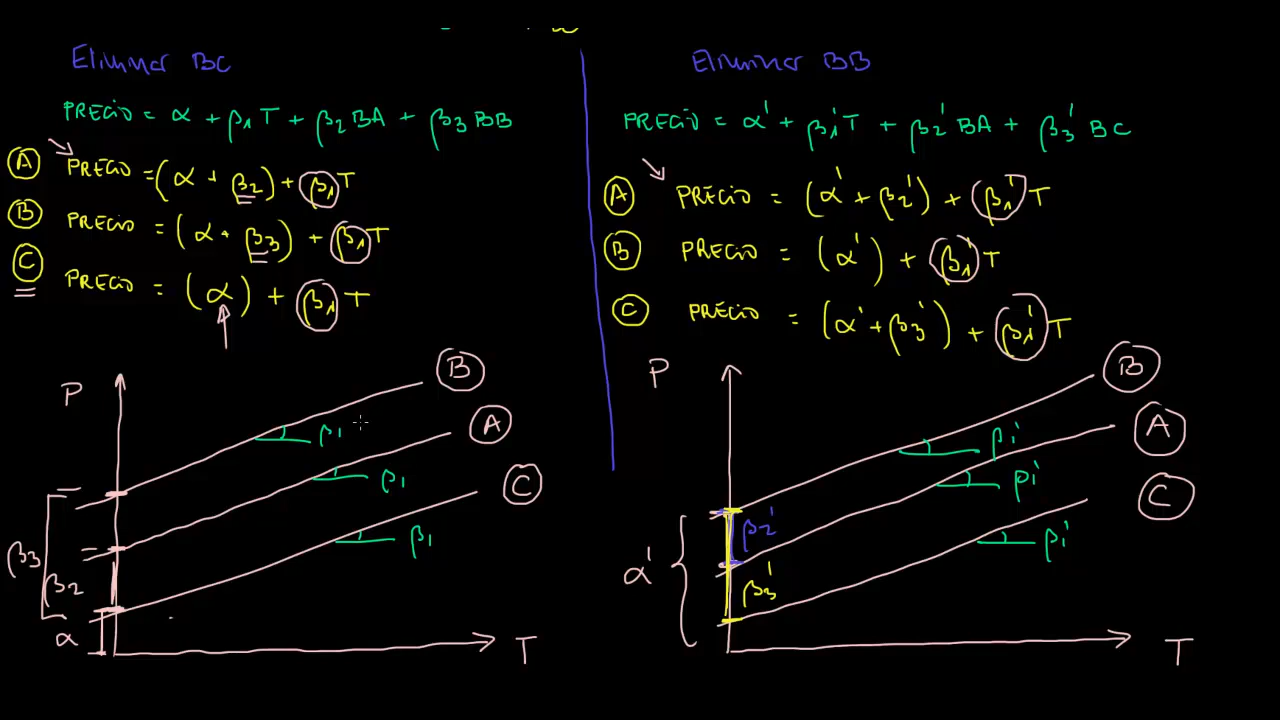 Eliminar BC
PRECIO = α + β1 T + β2 BA + β3 BB
A PRECIO = (α + β2) + β1 T
B PRECIO = (α + β3) + β1 T
C PRECIO = (α) + β1 T
P
B
A
C
β1
β1
β1
β3
β2
α
T
Eliminar BB
PRECIO = α' + β1' T + β2' BA + β3' BC
A PRECIO = (α' + β2') + β1' T
B PRECIO = (α') + β1' T
C PRECIO = (α' + β3') + β1' T
P
B
A
C
β1'
β1'
β1'
β2'
α'
β3'
T